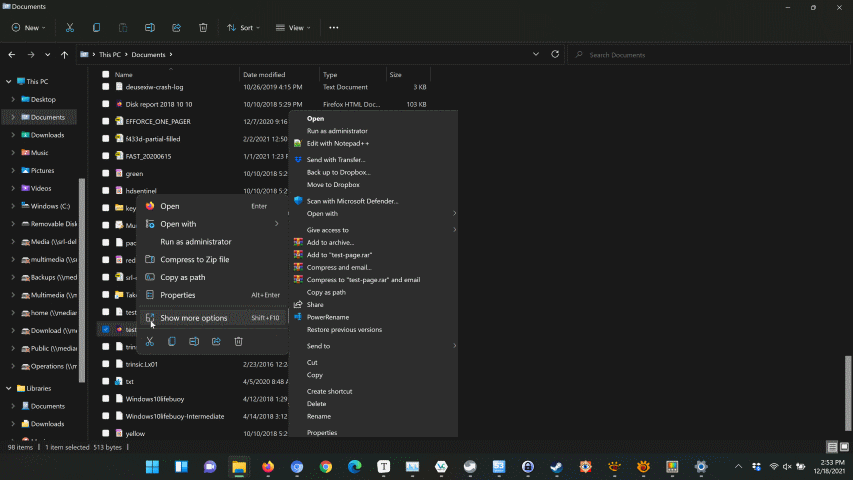 Documents
New
Sort
View
This PC
Documents
Search Documents
This PC
Desktop
Documents
Downloads
Music
Pictures
Videos
Windows (C:)
Removable Disk
Media (\\srl-del
multimedia (\\s
Backups (\\med
Multimedia (\\m
home (\\mediar
Download (\\m
Public (\\mediar
Operations (\\m
Libraries
Documents
Downloads
Name
Date modified
Type
Size
deusexiw-crash-log
10/26/2019 4:15 PM
Text Document
3 KB
Disk report 2018 10 10
10/10/2018 5:29 PM
Firefox HTML Doc...
103 KB
EFFORCE_ONE_PAGER
12/7/2020 9:16
f433d-partial-filled
2/2/2021 12:50
FAST_20200615
1/1/2021 1:23
green
10/10/2018 5:2
hdsentinel
10/10/2018 5:2
key
Mu
pac
red
srl-
Take
test
test
trin
trinsic.Lx01
2/23/2016 12:4
txt
4/5/2020 8:48 A
Windows10lifebuoy
4/12/2018 1:29
Windows10lifebuoy-Intermediate
4/14/2018 3:12
yellow
10/10/2018 5:2
Open
Enter
Open with
Run as administrator
Compress to Zip file
Copy as path
Properties
Alt+Enter
Show more options
Shift+F10
Open
Run as administrator
Edit with Notepad++
Send with Transfer...
Back up to Dropbox...
Move to Dropbox
Scan with Microsoft Defender...
Open with
Give access to
Add to archive...
Add to "test-page.rar"
Compress and email...
Compress to "test-page.rar" and email
Copy as path
Share
PowerRename
Restore previous versions
Send to
Cut
Copy
Create shortcut
Delete
Rename
Properties
98 items
1 item selected
513 bytes
2:53 PM
12/18/2021